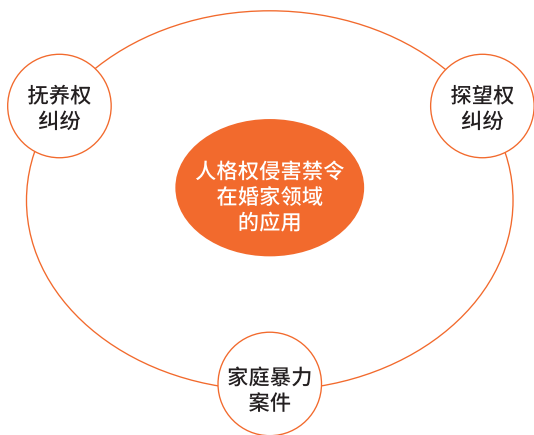 抚养权
纠纷
探望权
纠纷
人格权侵害禁令
在婚家领域
的应用
家庭暴力
案件